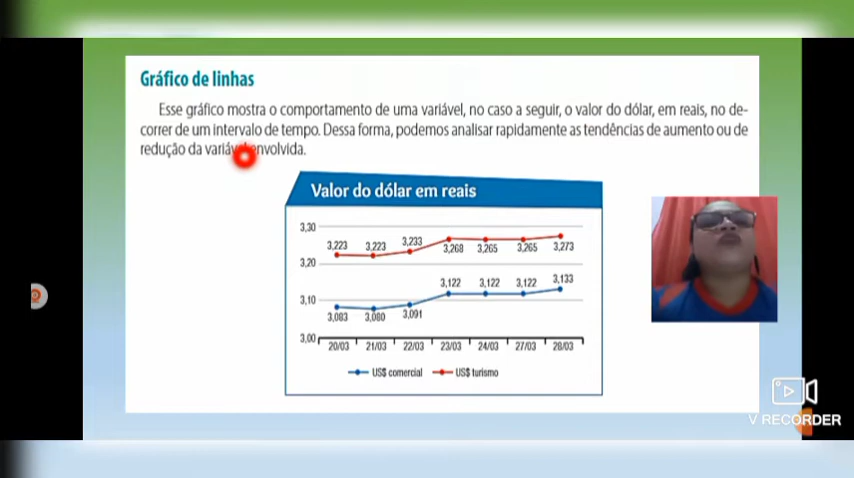 Gráfico de linhas
Esse gráfico mostra o comportamento de uma variável, no caso a seguir, o valor do dólar, em reais, no de-
correr de um intervalo de tempo. Dessa forma, podemos analisar rapidamente as tendências de aumento ou de
redução da variável envolvida.
Valor do dólar em reais
3,30
3,223 3,223 3,233 3,268 3,265 3,265 3,273
3,20
3,122 3,122 3,122 3,133
3,10
3,083 3,080 3,091
3,00
20/03 21/03 22/03 23/03 24/03 27/03 28/03
US$ comercial US$ turismo
V RECORDER